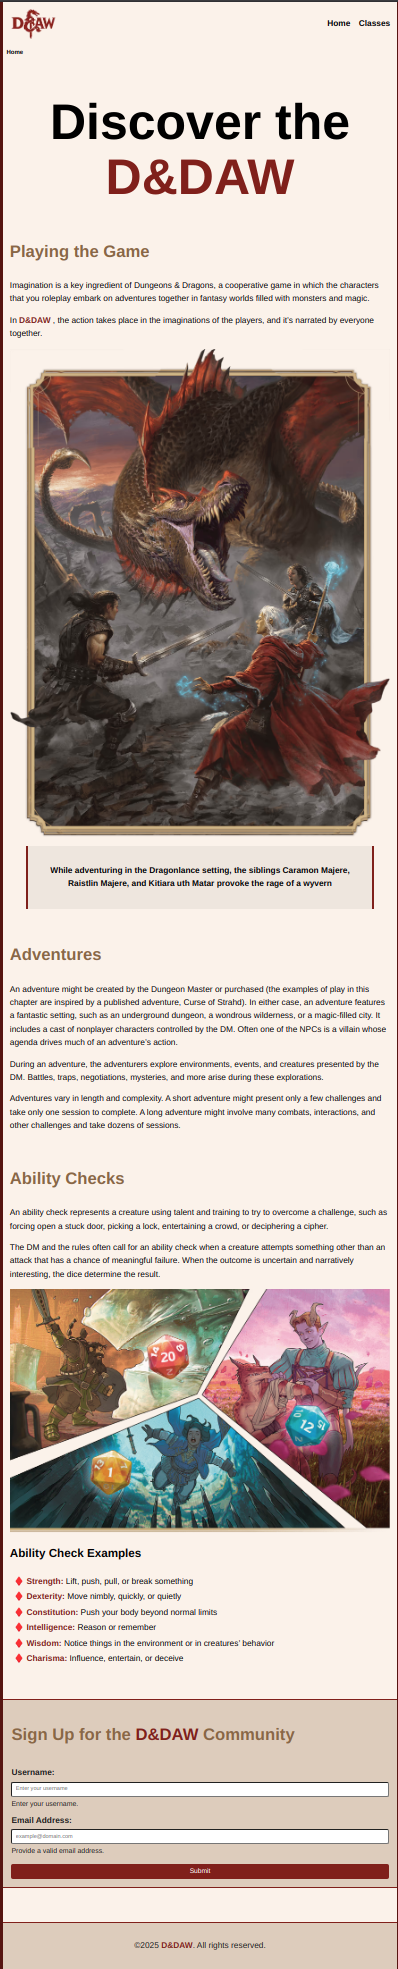 D&AW
Home Classes
Home
Discover the
D&DAW
Playing the Game
Imagination is a key ingredient of Dungeons & Dragons, a cooperative game in which the characters
that you roleplay embark on adventures together in fantasy worlds filled with monsters and magic.
In D&DAW , the action takes place in the imaginations of the players, and it's narrated by everyone
together.
While adventuring in the Dragonlance setting, the siblings Caramon Majere,
Raistlin Majere, and Kitiara uth Matar provoke the rage of a wyvern
Adventures
An adventure might be created by the Dungeon Master or purchased (the examples of play in this
chapter are inspired by a published adventure, Curse of Strahd). In either case, an adventure features
a fantastic setting, such as an underground dungeon, a wondrous wilderness, or a magic-filled city. It
includes a cast of nonplayer characters controlled by the DM. Often one of the NPCs is a villain whose
agenda drives much of an adventure's action.
During an adventure, the adventurers explore environments, events, and creatures presented by the
DM. Battles, traps, negotiations, mysteries, and more arise during these explorations.
Adventures vary in length and complexity. A short adventure might present only a few challenges and
take only one session to complete. A long adventure might involve many combats, interactions, and
other challenges and take dozens of sessions.
Ability Checks
An ability check represents a creature using talent and training to try to overcome a challenge, such as
forcing open a stuck door, picking a lock, entertaining a crowd, or deciphering a cipher.
The DM and the rules often call for an ability check when a creature attempts something other than an
attack that has a chance of meaningful failure. When the outcome is uncertain and narratively
interesting, the dice determine the result.
20
12
1
Ability Check Examples
Strength: Lift, push, pull, or break something
Dexterity: Move nimbly, quickly, or quietly
Constitution: Push your body beyond normal limits
Intelligence: Reason or remember
Wisdom: Notice things in the environment or in creatures' behavior
Charisma: Influence, entertain, or deceive
Sign Up for the D&DAW Community
Username:
Enter your username
Enter your username.
Email Address:
example@domain.com
Provide a valid email address.
Submit
©2025 D&DAW. All rights reserved.